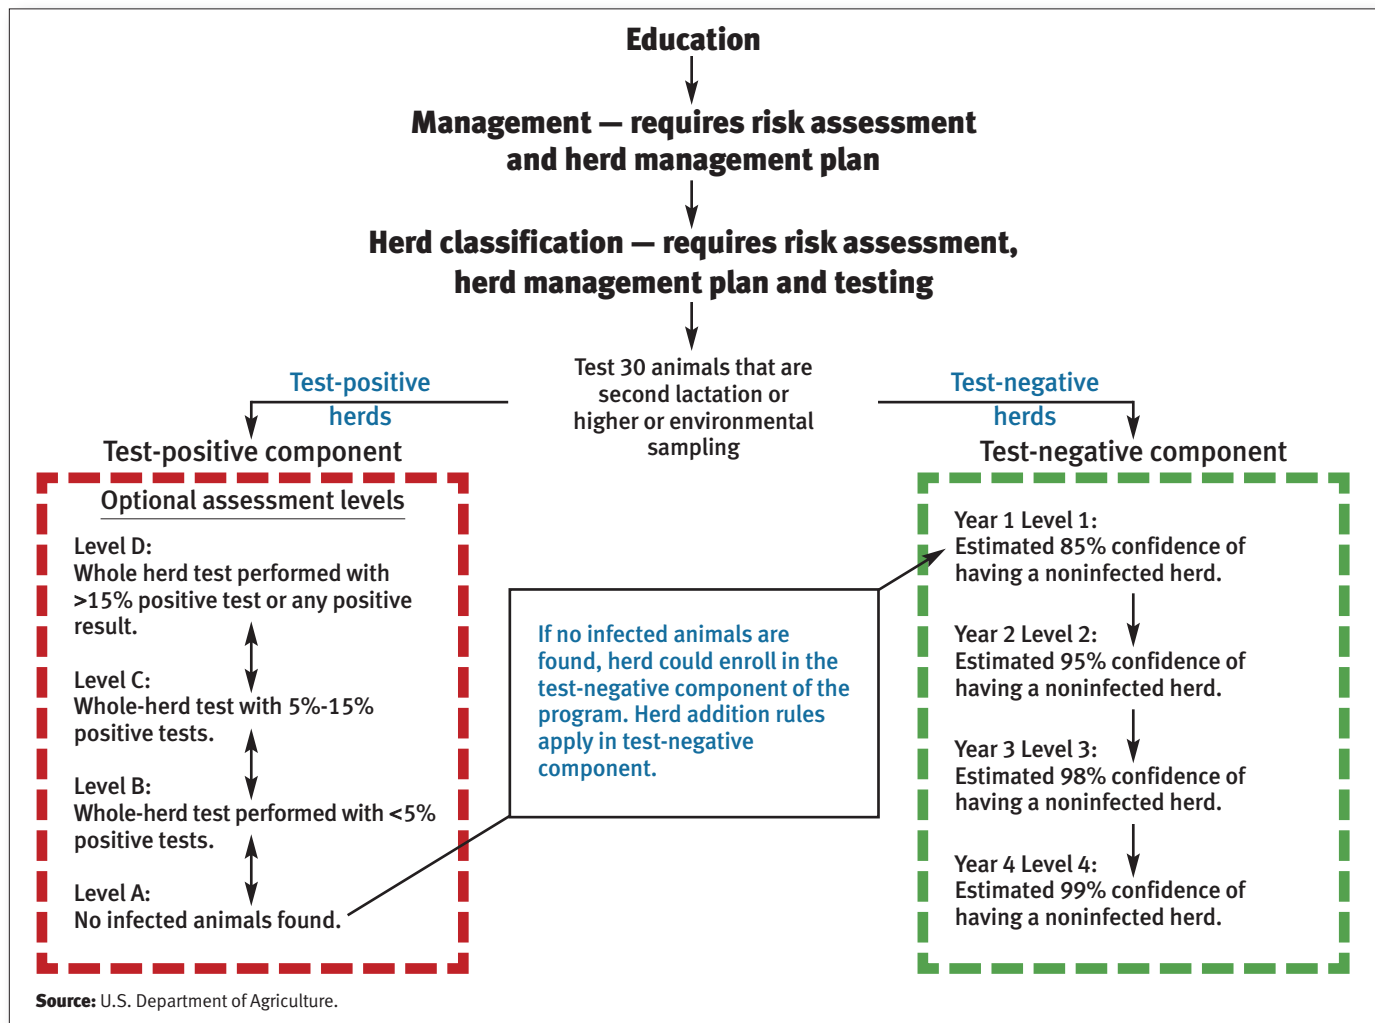 Education
Management — requires risk assessment
and herd management plan
Herd classification — requires risk assessment,
herd management plan and testing
Test 30 animals that are
second lactation or
higher or environmental
sampling
Test-positive
herds
Test-positive component
Optional assessment levels
Level D:
Whole herd test performed with
>15% positive test or any positive
result.
Level C:
Whole-herd test with 5%-15%
positive tests.
Level B:
Whole-herd test performed with <5%
positive tests.
Level A:
No infected animals found.
If no infected animals are
found, herd could enroll in the
test-negative component of the
program. Herd addition rules
apply in test-negative
component.
Test-negative
herds
Test-negative component
Year 1 Level 1:
Estimated 85% confidence of
having a noninfected herd.
Year 2 Level 2:
Estimated 95% confidence of
having a noninfected herd.
Year 3 Level 3:
Estimated 98% confidence of
having a noninfected herd.
Year 4 Level 4:
Estimated 99% confidence of
having a noninfected herd.
Source: U.S. Department of Agriculture.